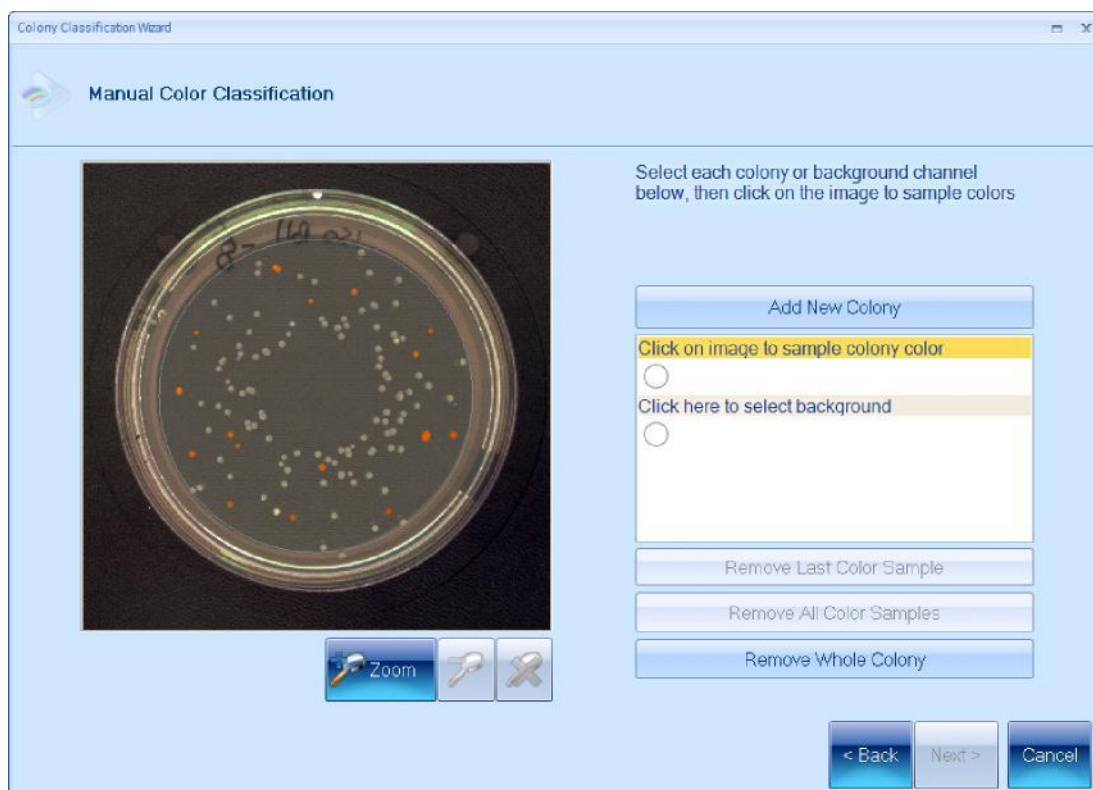 Colony Classification Wizard
Manual Color Classification
Select each colony or background channel
below, then click on the image to sample colors
Add New Colony
Click on image to sample colony color
Click here to select background
Remove Last Color Sample
Remove All Color Samples
Remove Whole Colony
Zoom
< Back
Next >
Cancel